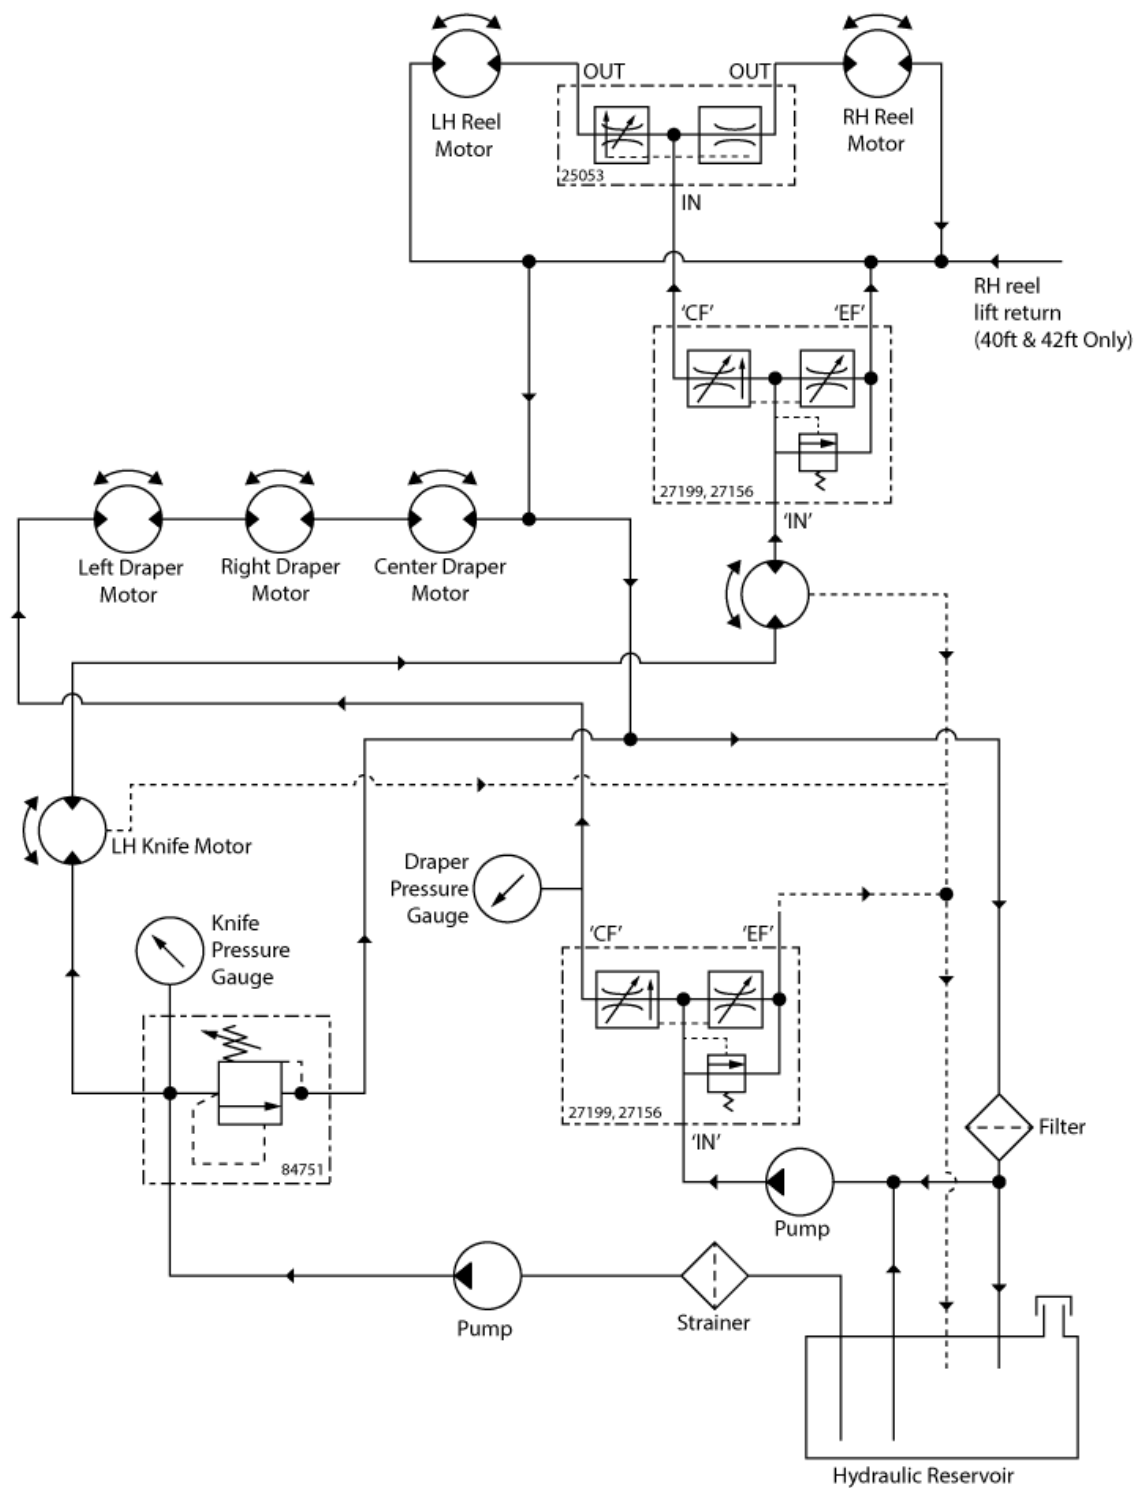 OUT
OUT
LH Reel
Motor
RH Reel
Motor
25053
IN
RH reel
lift return
(40ft & 42ft Only)
'CF'
'EF'
27199, 27156
'IN'
Left Draper
Motor
Right Draper
Motor
Center Draper
Motor
LH Knife Motor
Draper
Pressure
Gauge
Knife
Pressure
Gauge
'CF'
'EF'
27199, 27156
'IN'
84751
Filter
Pump
Pump
Strainer
Hydraulic Reservoir